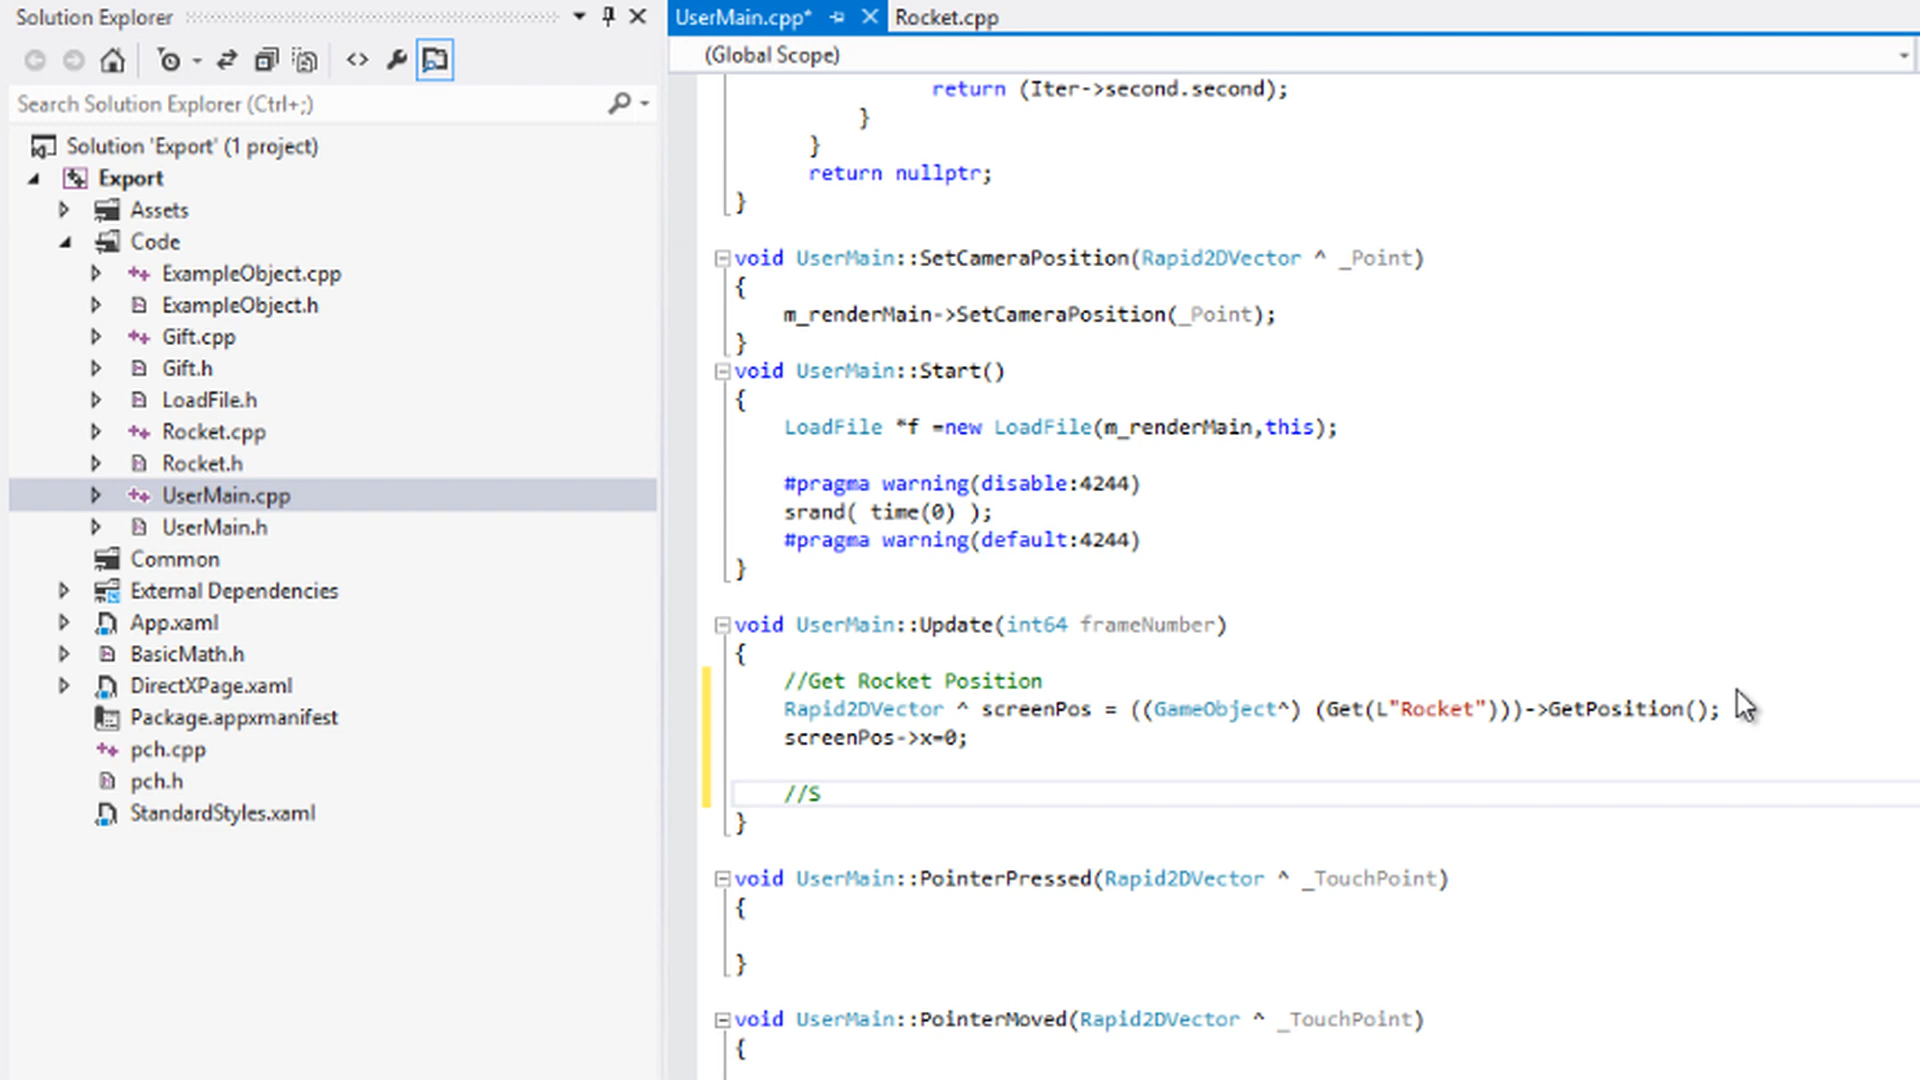 Solution Explorer
Search Solution Explorer (Ctrl+;)
Solution 'Export' (1 project)
Export
Assets
Code
ExampleObject.cpp
ExampleObject.h
Gift.cpp
Gift.h
LoadFile.h
Rocket.cpp
Rocket.h
UserMain.cpp
UserMain.h
Common
External Dependencies
App.xaml
BasicMath.h
DirectXPage.xaml
Package.appxmanifest
pch.cpp
pch.h
StandardStyles.xaml
UserMain.cpp*
Rocket.cpp
(Global Scope)
return (Iter->second.second);
}
}
return nullptr;
}
void UserMain::SetCameraPosition(Rapid2DVector ^ _Point)
{
m_renderMain->SetCameraPosition(_Point);
}
void UserMain::Start()
{
LoadFile *f =new LoadFile(m_renderMain,this);
#pragma warning(disable:4244)
srand( time(0) );
#pragma warning(default:4244)
}
void UserMain::Update(int64 frameNumber)
{
//Get Rocket Position
Rapid2DVector ^ screenPos = ((GameObject^) (Get(L"Rocket")))->GetPosition();
screenPos->x=0;
//S
}
void UserMain::PointerPressed(Rapid2DVector ^ _TouchPoint)
{
}
void UserMain::PointerMoved(Rapid2DVector ^ _TouchPoint)
{